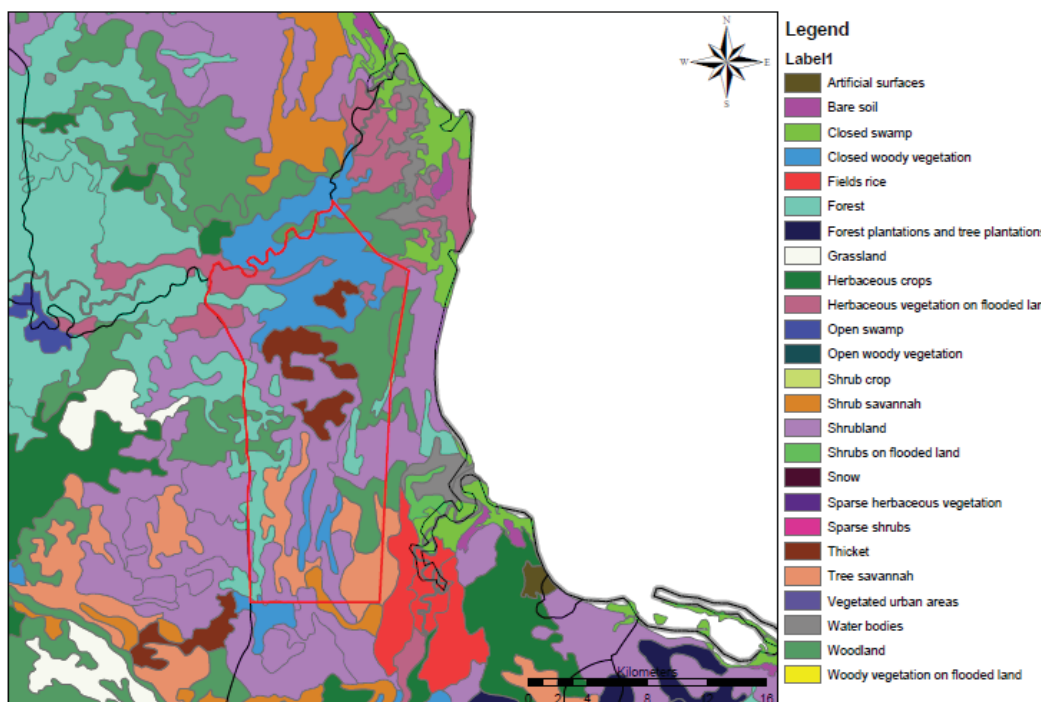 N
W
E
S
Legend
Label1
Artificial surfaces
Bare soil
Closed swamp
Closed woody vegetation
Fields rice
Forest
Forest plantations and tree plantations
Grassland
Herbaceous crops
Herbaceous vegetation on flooded lan
Open swamp
Open woody vegetation
Shrub crop
Shrub savannah
Shrubland
Shrubs on flooded land
Snow
Sparse herbaceous vegetation
Sparse shrubs
Thicket
Tree savannah
Vegetated urban areas
Water bodies
Woodland
Woody vegetation on flooded land
Kilometers
0 2 4 8 12 16